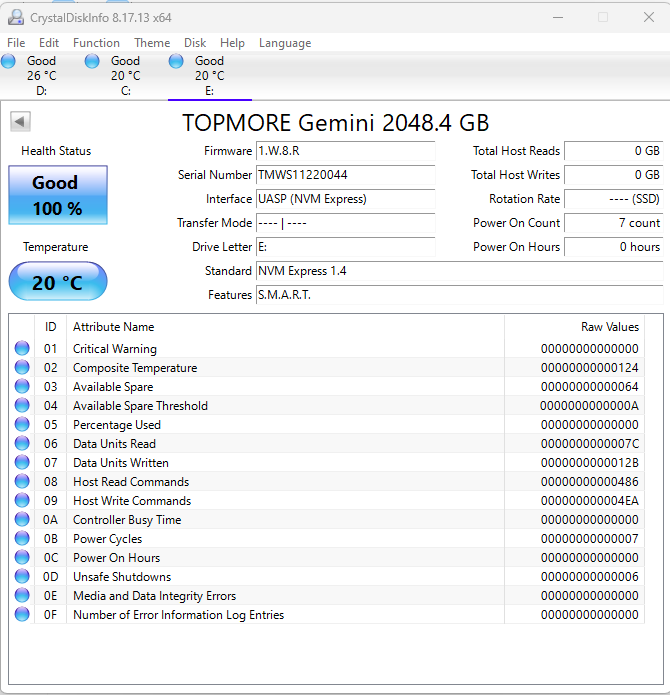 CrystalDiskInfo 8.17.13 x64
File Edit Function Theme Disk Help Language
Good Good Good
26 °C 20 °C 20 °C
D: C: E:
TOPMORE Gemini 2048.4 GB
Health Status
Good
100 %
Temperature
20 °C
Firmware 1.W.8.R Total Host Reads 0 GB
Serial Number TMWS11220044 Total Host Writes 0 GB
Interface UASP (NVM Express) Rotation Rate ---- (SSD)
Transfer Mode ---- | ---- Power On Count 7 count
Drive Letter E: Power On Hours 0 hours
Standard NVM Express 1.4
Features S.M.A.R.T.
ID Attribute Name Raw Values
01 Critical Warning 00000000000000
02 Composite Temperature 00000000000124
03 Available Spare 00000000000064
04 Available Spare Threshold 0000000000000A
05 Percentage Used 00000000000000
06 Data Units Read 0000000000007C
07 Data Units Written 0000000000012B
08 Host Read Commands 00000000000486
09 Host Write Commands 000000000004EA
0A Controller Busy Time 00000000000000
0B Power Cycles 00000000000007
0C Power On Hours 00000000000000
0D Unsafe Shutdowns 00000000000006
0E Media and Data Integrity Errors 00000000000000
0F Number of Error Information Log Entries 00000000000000